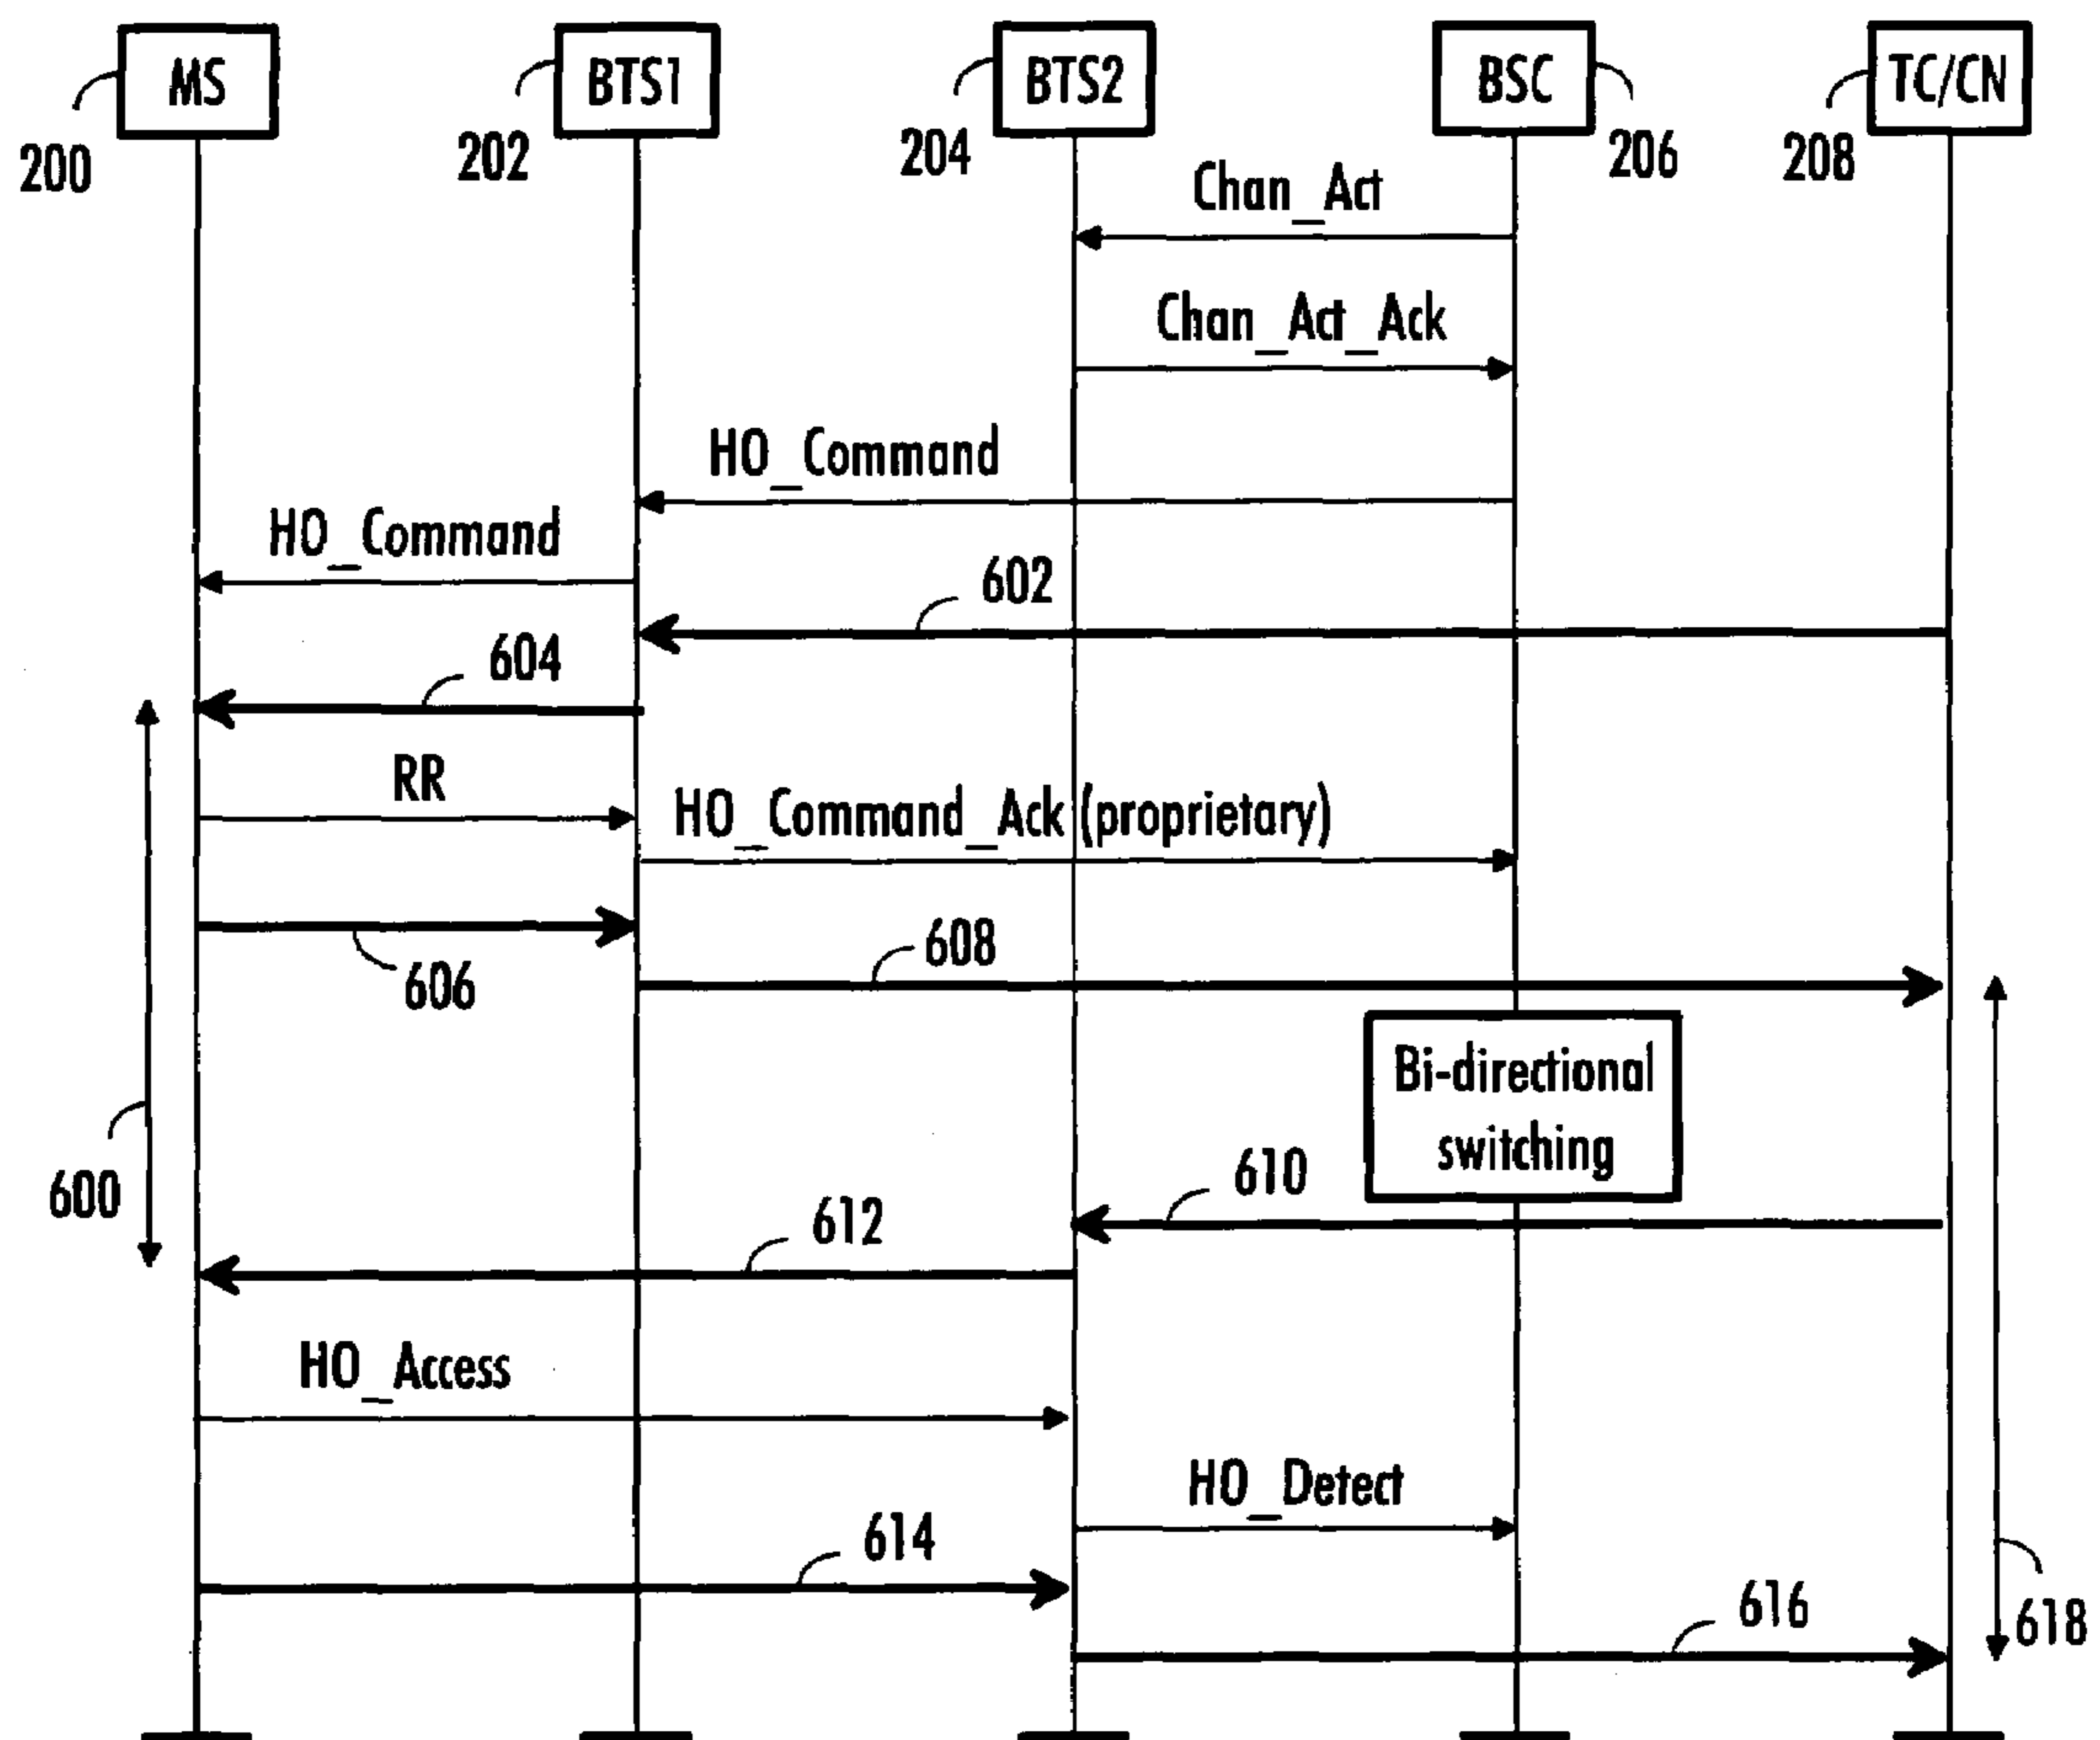 MS
BTS1
BTS2
BSC
TC/CN
200
202
204
206
208
Chan_Act
Chan_Act_Ack
HO_Command
HO_Command
602
604
RR
HO_Command_Ack (proprietary)
606
608
Bi-directional
switching
600
610
612
HO_Access
HO_Detect
614
616
618